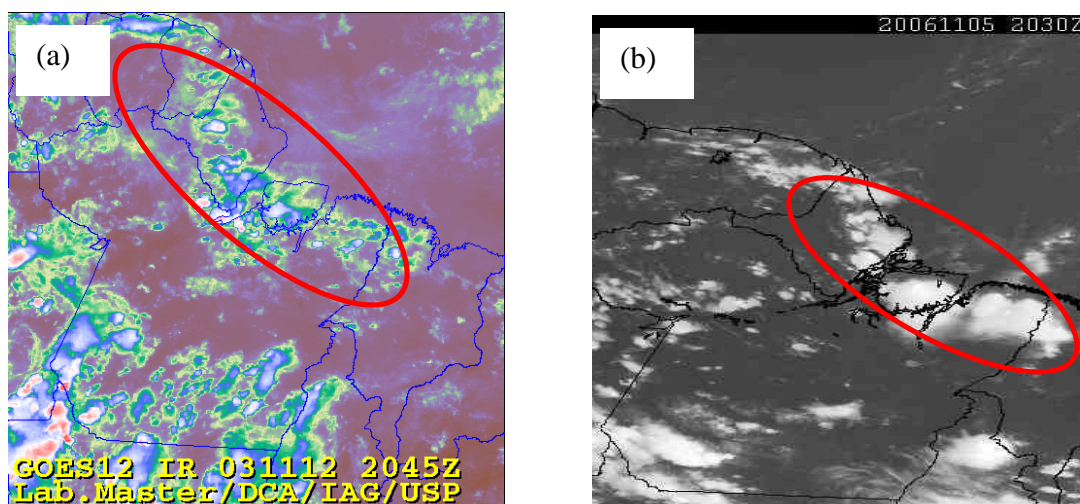 (a)
GOES12 IR 031112 2045Z
Lab.Master/DCA/IAG/USP
(b)
20061105 2030Z